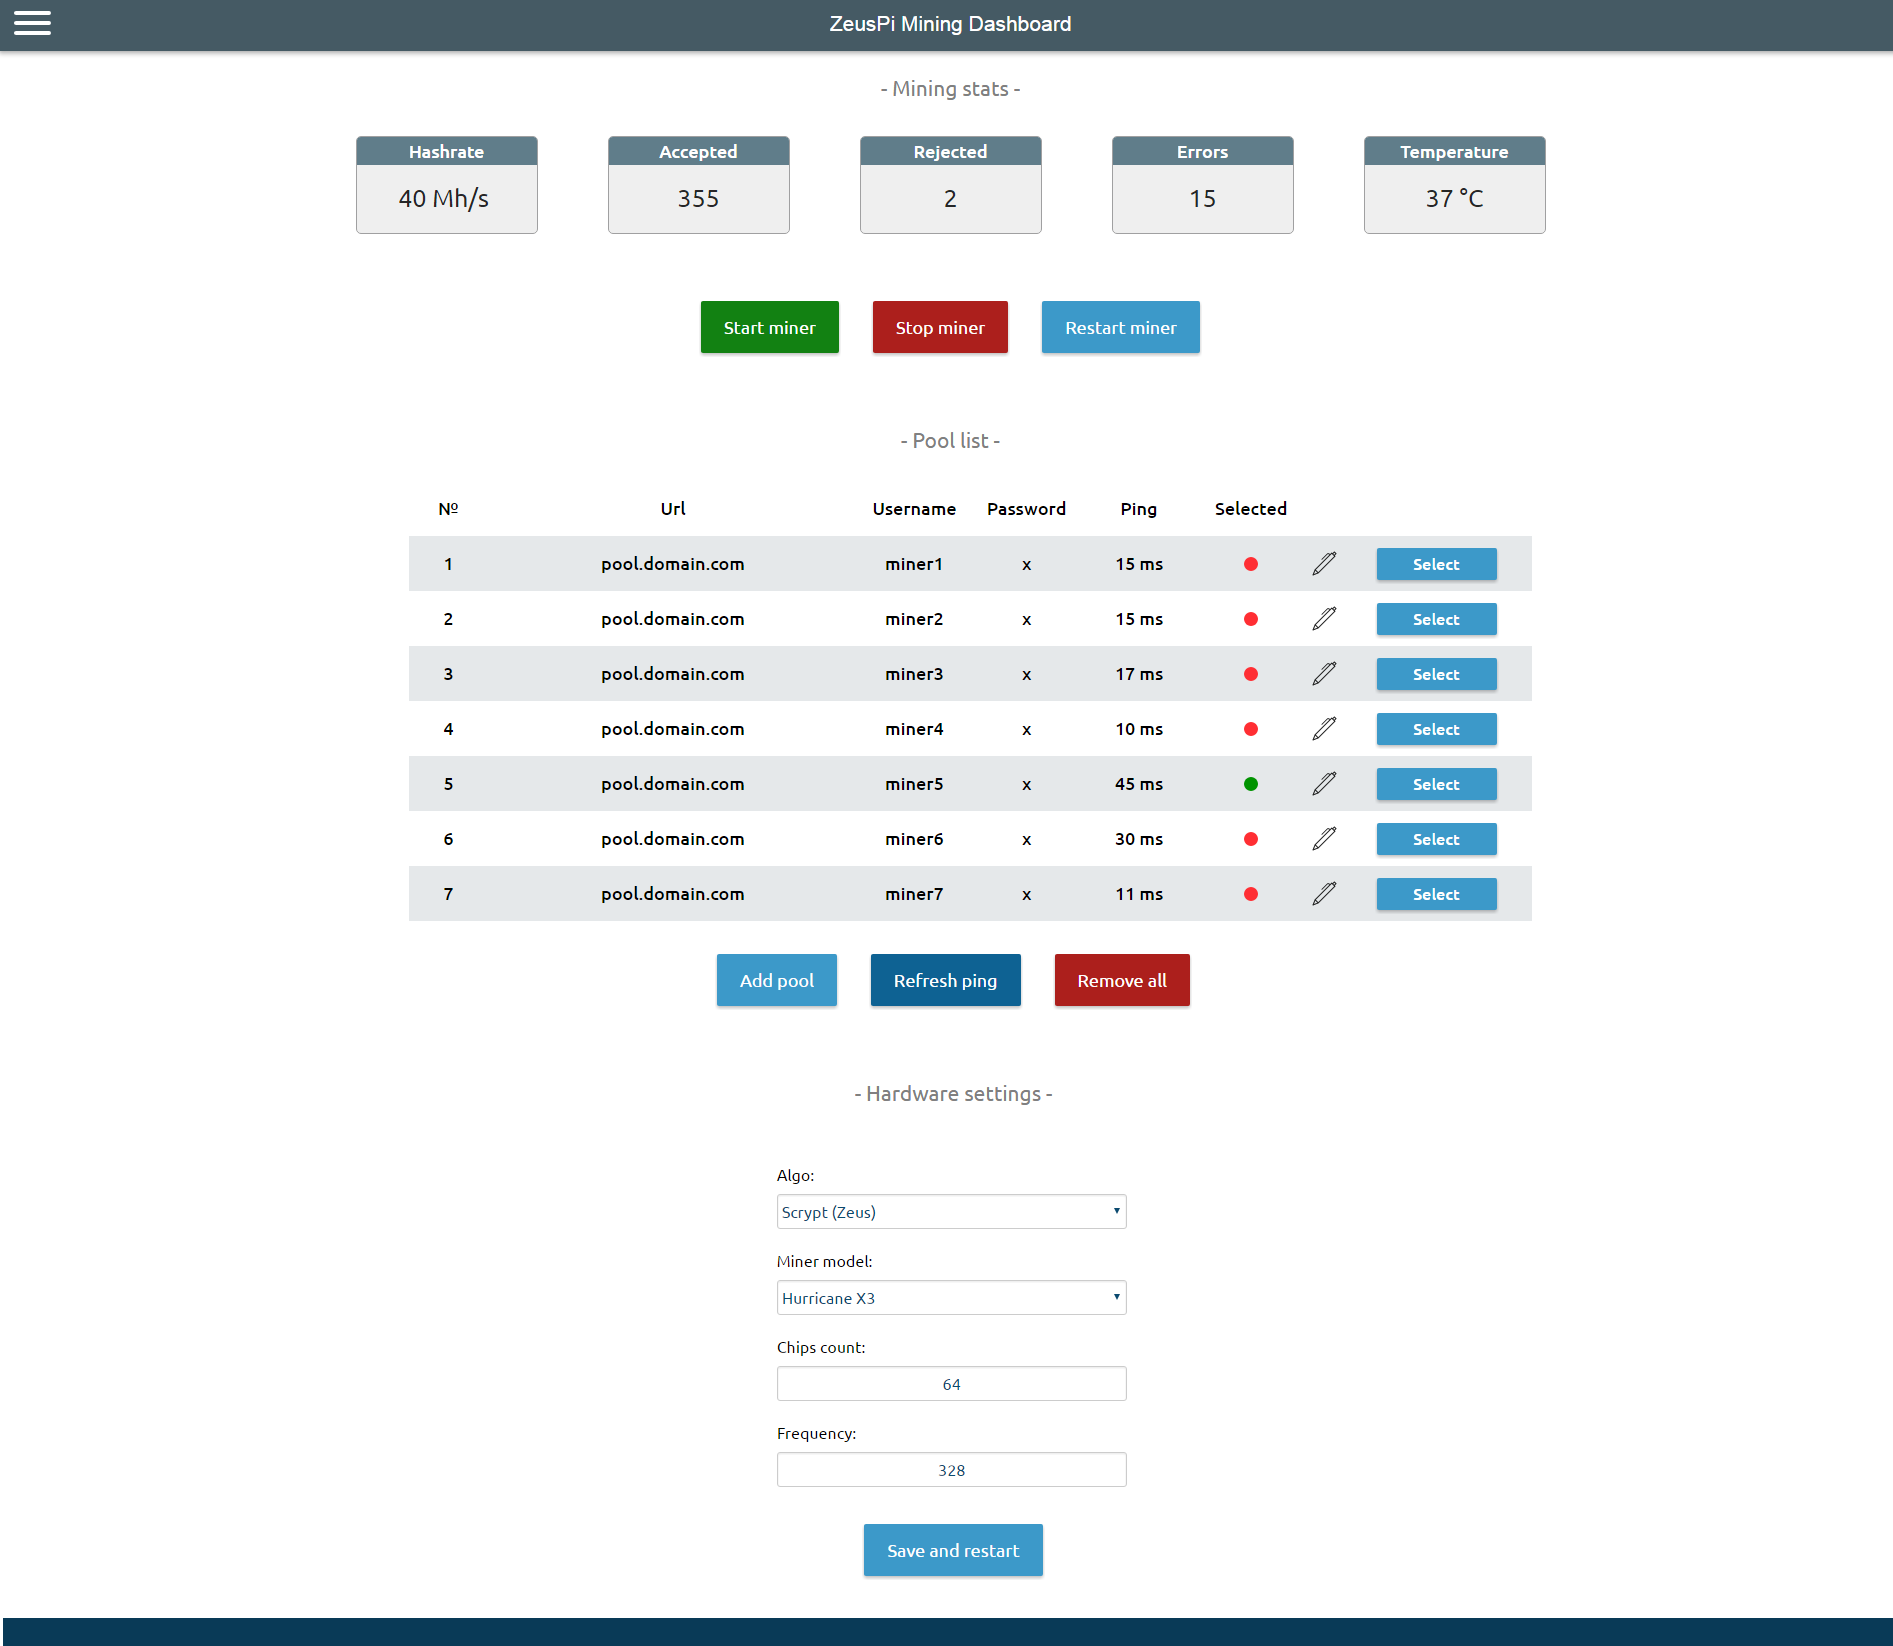 ZeusPi Mining Dashboard
- Mining stats -
Hashrate Accepted Rejected Errors Temperature
40 Mh/s 355 2 15 37 °C
Start miner Stop miner Restart miner
- Pool list -
Nº Url Username Password Ping Selected
1 pool.domain.com miner1 x 15 ms Select
2 pool.domain.com miner2 x 15 ms Select
3 pool.domain.com miner3 x 17 ms Select
4 pool.domain.com miner4 x 10 ms Select
5 pool.domain.com miner5 x 45 ms Select
6 pool.domain.com miner6 x 30 ms Select
7 pool.domain.com miner7 x 11 ms Select
Add pool Refresh ping Remove all
- Hardware settings -
Algo:
Scrypt (Zeus)
Miner model:
Hurricane X3
Chips count:
64
Frequency:
328
Save and restart